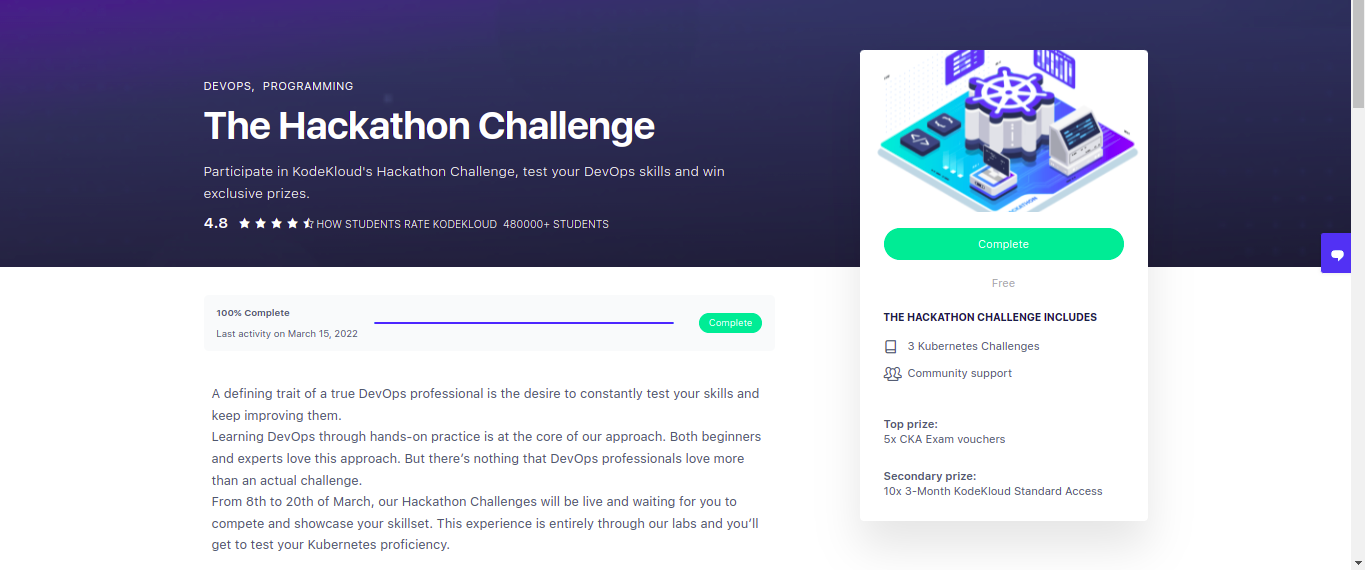 DEVOPS, PROGRAMMING
The Hackathon Challenge
Participate in KodeKloud's Hackathon Challenge, test your DevOps skills and win
exclusive prizes.
4.8 HOW STUDENTS RATE KODEKLOUD 480000+ STUDENTS
100% Complete
Last activity on March 15, 2022
Complete
A defining trait of a true DevOps professional is the desire to constantly test your skills and
keep improving them.
Learning DevOps through hands-on practice is at the core of our approach. Both beginners
and experts love this approach. But there’s nothing that DevOps professionals love more
than an actual challenge.
From 8th to 20th of March, our Hackathon Challenges will be live and waiting for you to
compete and showcase your skillset. This experience is entirely through our labs and you’ll
get to test your Kubernetes proficiency.
Complete
Free
THE HACKATHON CHALLENGE INCLUDES
3 Kubernetes Challenges
Community support
Top prize:
5x CKA Exam vouchers
Secondary prize:
10x 3-Month KodeKloud Standard Access